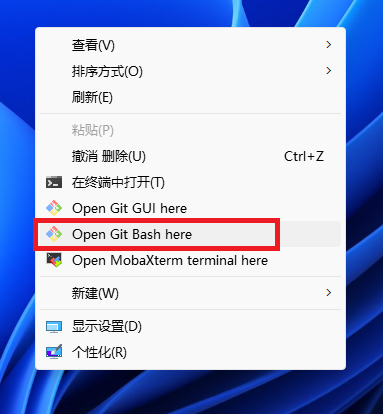 查看(V)
排序方式(O)
刷新(E)
粘贴(P)
撤消 删除(U) Ctrl+Z
在终端中打开(T)
Open Git GUI here
Open Git Bash here
Open MobaXterm terminal here
新建(W)
显示设置(D)
个性化(R)